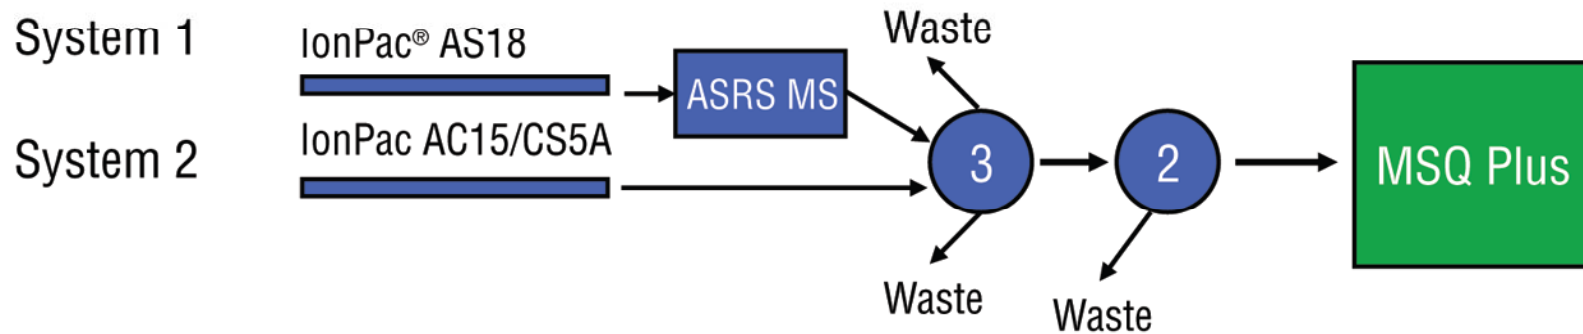 System 1
IonPac® AS18
ASRS MS
Waste
System 2
IonPac AC15/CS5A
3
2
MSQ Plus
Waste
Waste